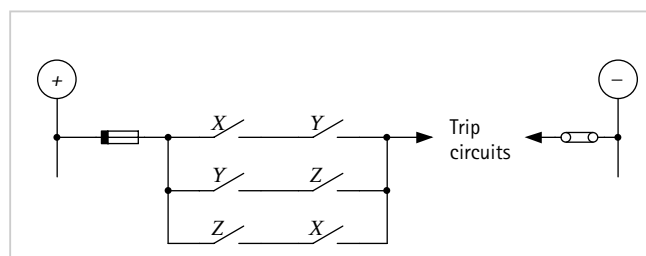 + −
X Y Trip
circuits
Y Z
Z X